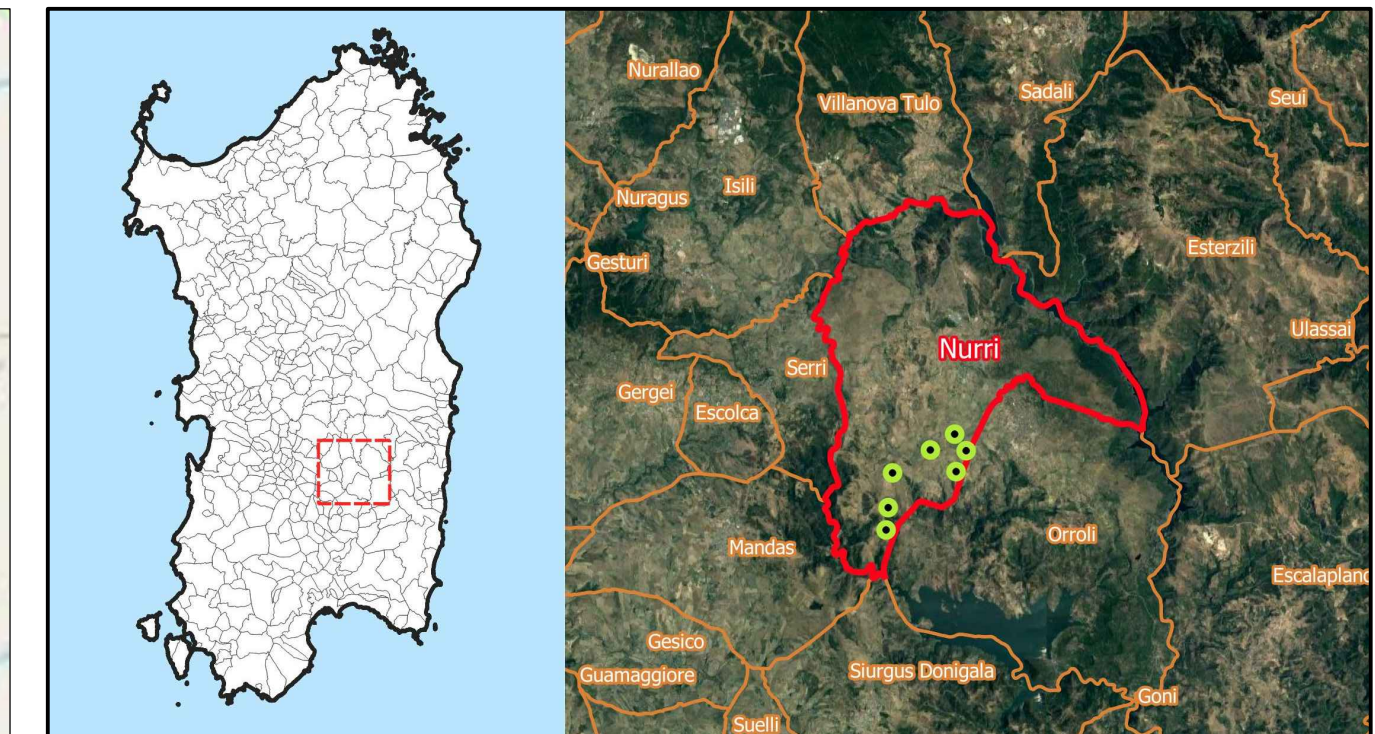 Nurallao
Villanova Tulo
Sadali
Seui
Isili
Nuragus
Gesturi
Esterzili
Ulassai
Nurri
Serri
Gergei
Escolca
Mandas
Orroli
Escalaplano
Gesico
Guamaggiore
Siurgus Donigala
Goni
Suelli